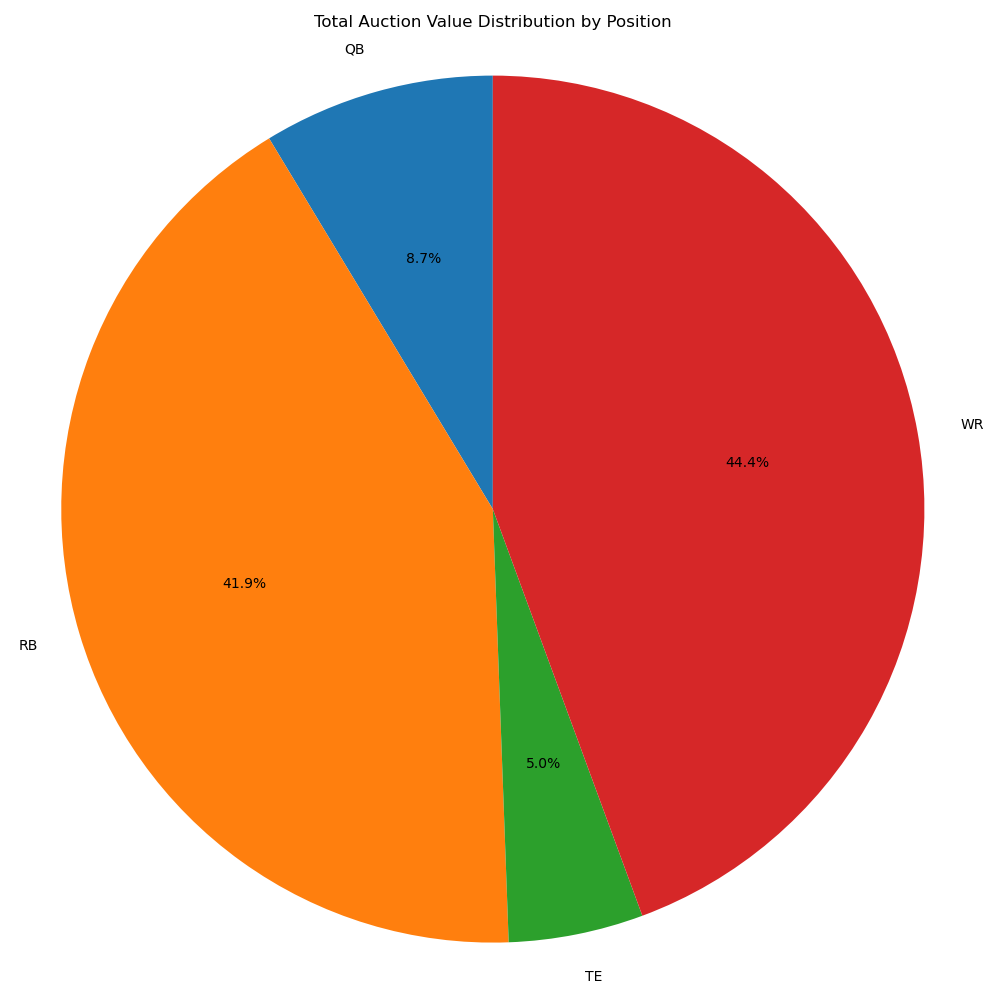 Total Auction Value Distribution by Position
QB
8.7%
WR
44.4%
41.9%
RB
5.0%
TE